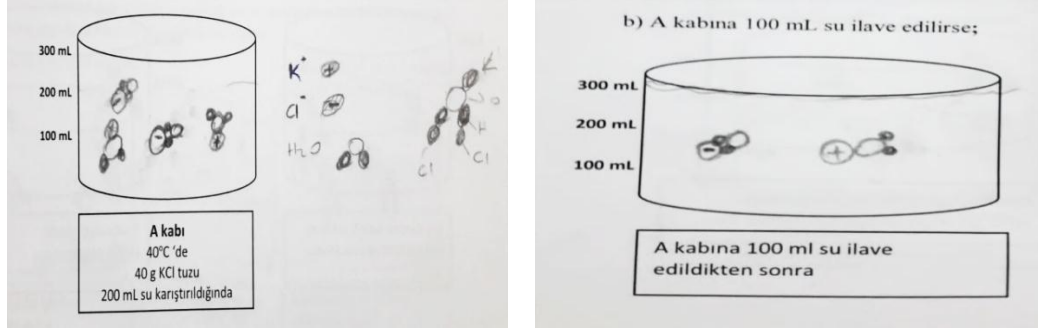 300 mL
200 mL
100 mL
K⁺
Cl⁻
H₂O
K
O
H
Cl
Cl
A kabı
40°C 'de
40 g KCl tuzu
200 mL su karıştırıldığında
b) A kabına 100 mL su ilave edilirse;
300 mL
200 mL
100 mL
A kabına 100 ml su ilave
edildikten sonra